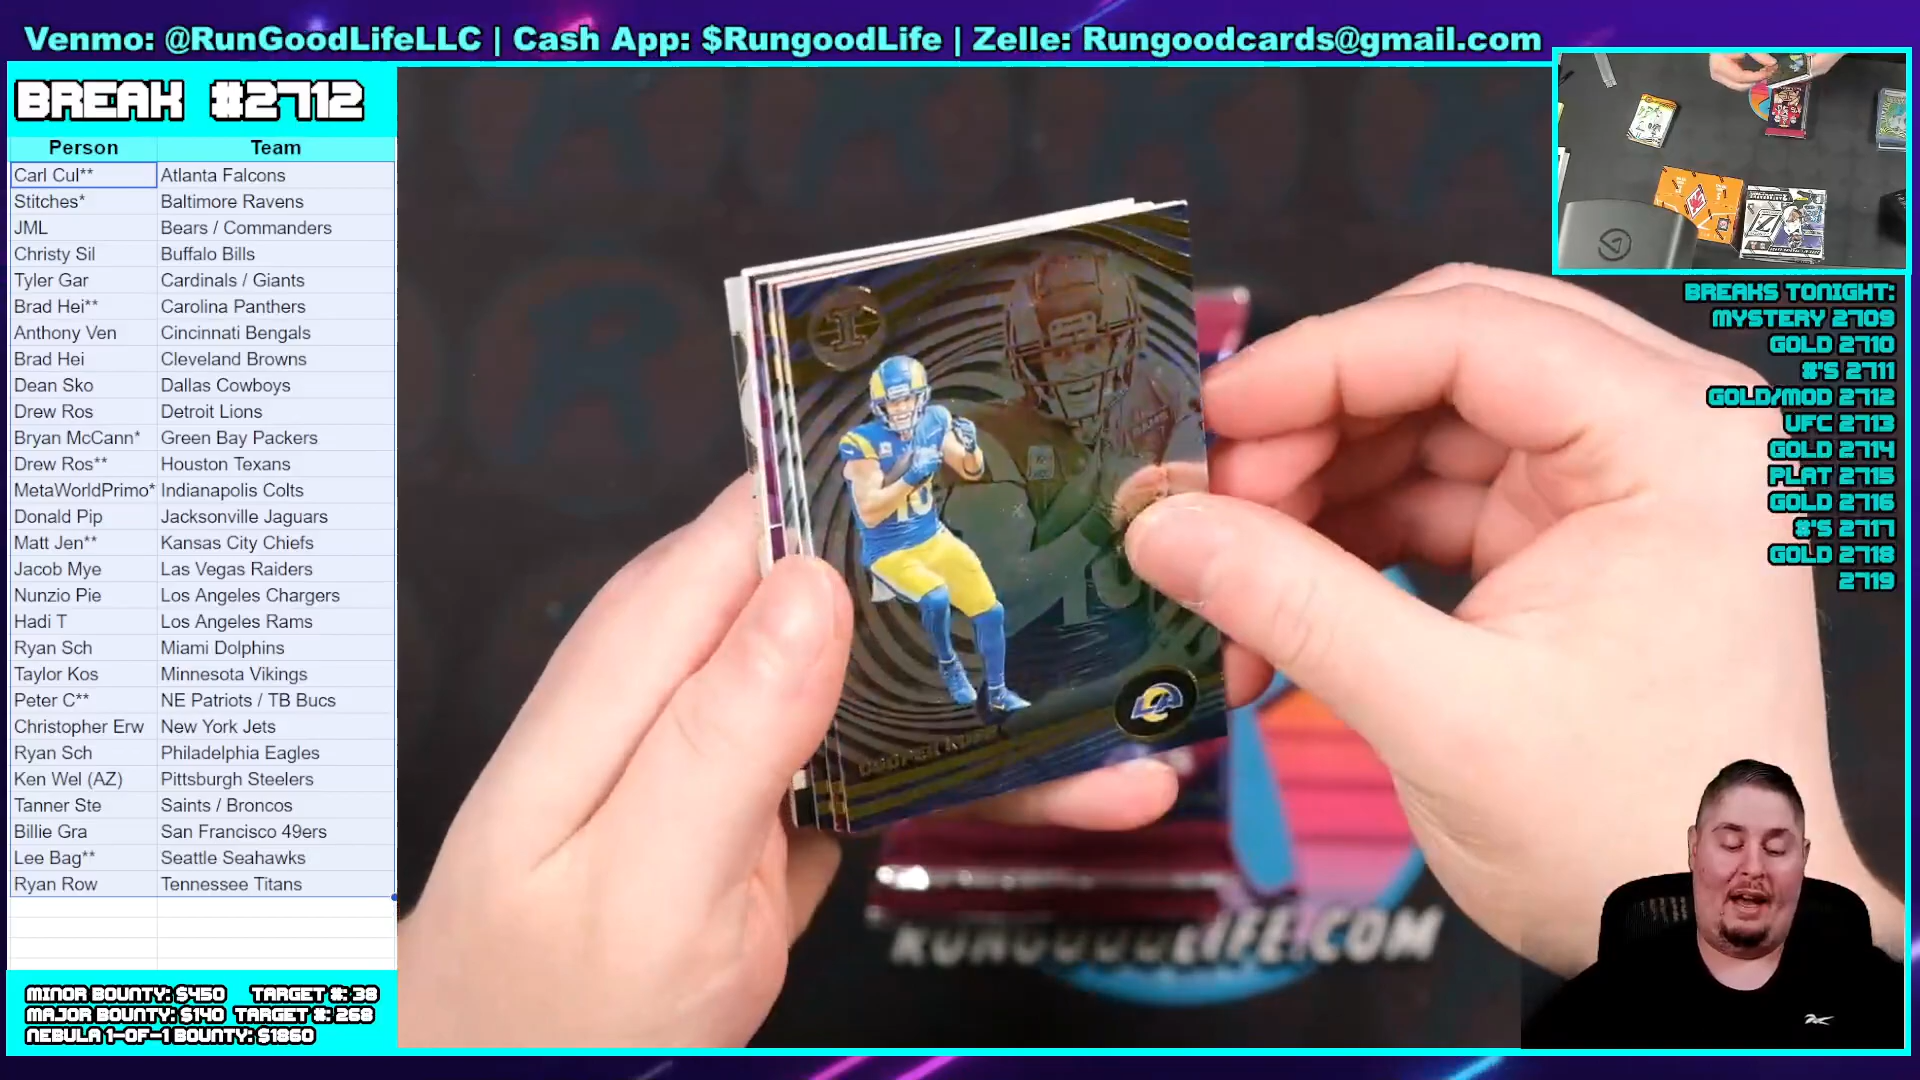 Venmo: @RunGoodLifeLLC | Cash App: $RungoodLife | Zelle: Rungoodcards@gmail.com
BREAK #2712
Person Team
Carl Cul** Atlanta Falcons
Stitches* Baltimore Ravens
JML Bears / Commanders
Christy Sil Buffalo Bills
Tyler Gar Cardinals / Giants
Brad Hei** Carolina Panthers
Anthony Ven Cincinnati Bengals
Brad Hei Cleveland Browns
Dean Sko Dallas Cowboys
Drew Ros Detroit Lions
Bryan McCann* Green Bay Packers
Drew Ros** Houston Texans
MetaWorldPrimo* Indianapolis Colts
Donald Pip Jacksonville Jaguars
Matt Jen** Kansas City Chiefs
Jacob Mye Las Vegas Raiders
Nunzio Pie Los Angeles Chargers
Hadi T Los Angeles Rams
Ryan Sch Miami Dolphins
Taylor Kos Minnesota Vikings
Peter C** NE Patriots / TB Bucs
Christopher Erw New York Jets
Ryan Sch Philadelphia Eagles
Ken Wel (AZ) Pittsburgh Steelers
Tanner Ste Saints / Broncos
Billie Gra San Francisco 49ers
Lee Bag** Seattle Seahawks
Ryan Row Tennessee Titans
MINOR BOUNTY: $450 TARGET #: 38
MAJOR BOUNTY: $140 TARGET #: 268
NEBULA 1-OF-1 BOUNTY: $1860
I
10
LA
RUNGOODLIFE.COM
BREAKS TONIGHT:
MYSTERY 2709
GOLD 2710
#'S 2711
GOLD/MOD 2712
UFC 2713
GOLD 2714
PLAT 2715
GOLD 2716
#'S 2717
GOLD 2718
2719